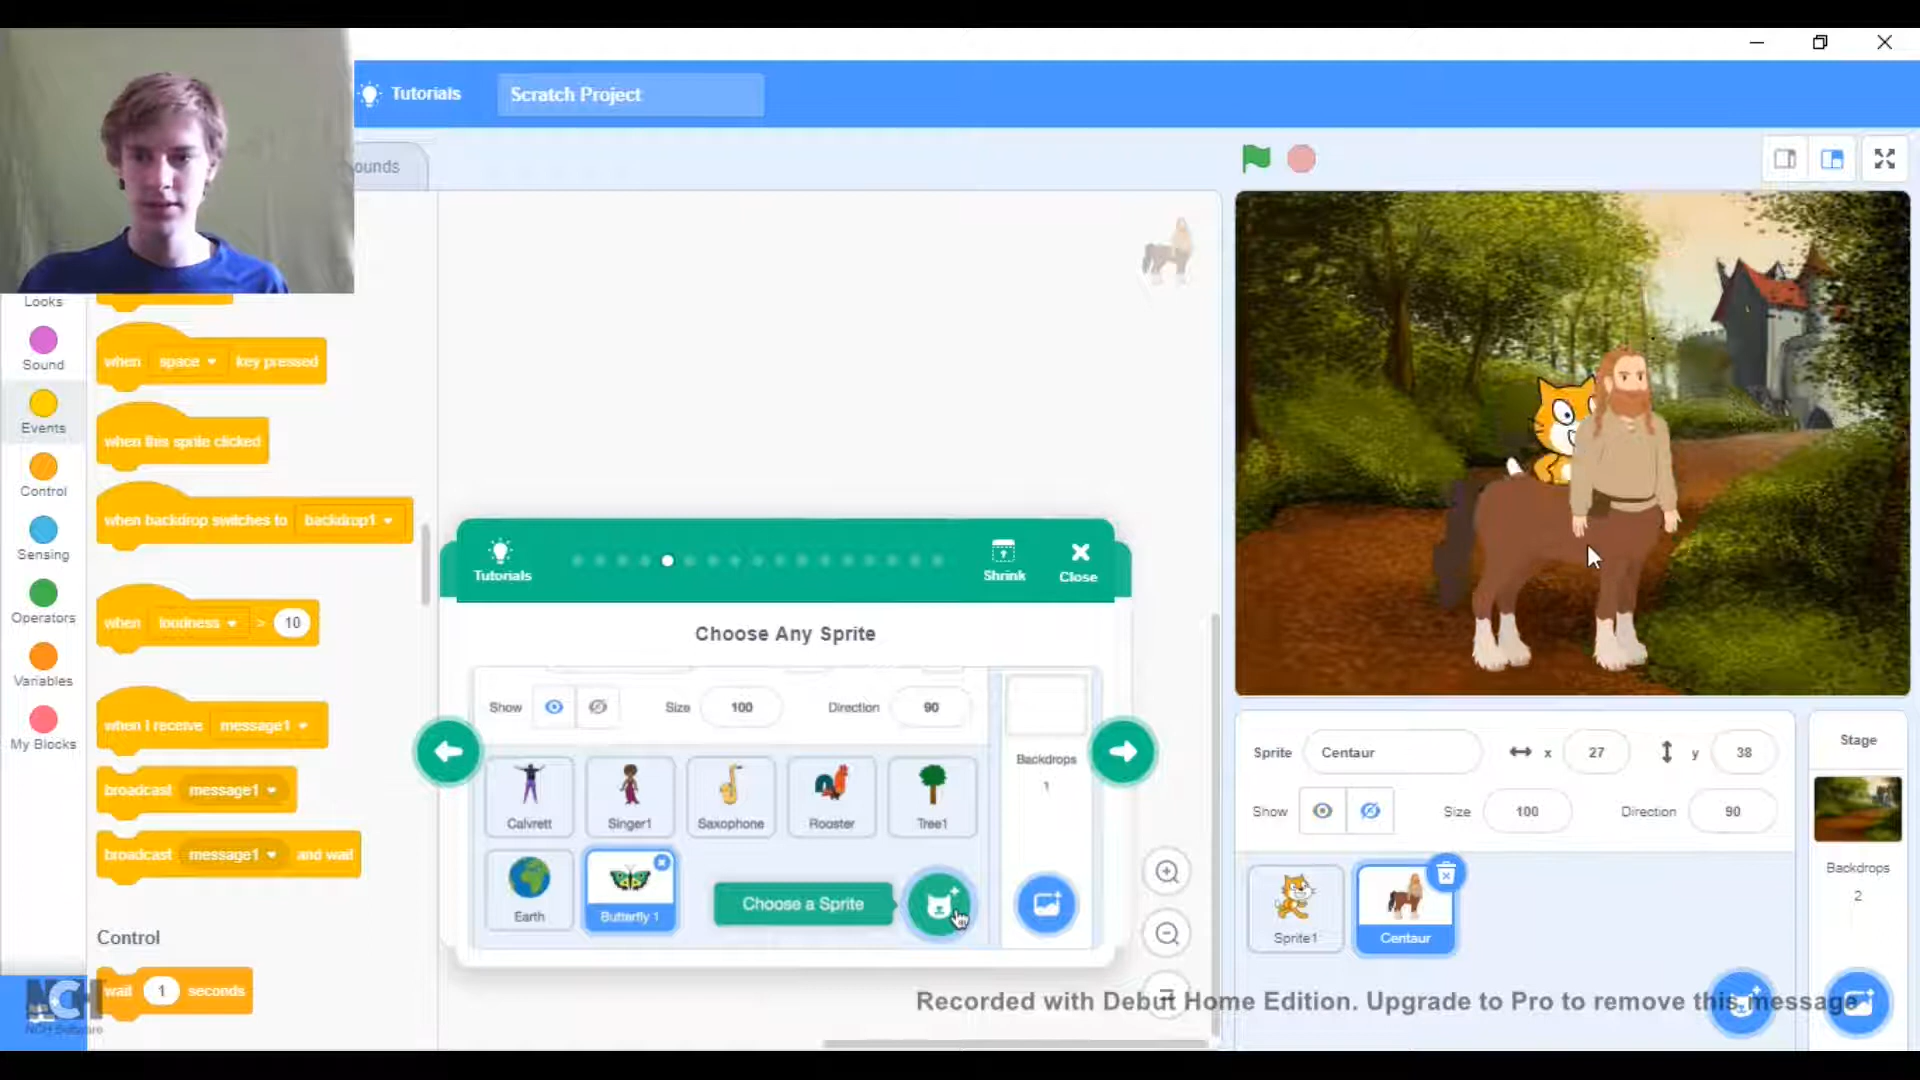 Tutorials
Scratch Project
ounds
Looks
Sound
Events
Control
Sensing
Operators
Variables
My Blocks
when space key pressed
when this sprite clicked
when backdrop switches to backdrop1
when loudness > 10
when I receive message1
broadcast message1
broadcast message1 and wait
Control
wait 1 seconds
Tutorials
Shrink
Close
Choose Any Sprite
Show
Size 100
Direction 90
Calvrett
Singer1
Saxophone
Rooster
Tree1
Earth
Butterfly 1
Choose a Sprite
Backdrops
1
Sprite Centaur x 27 y 38
Show
Size 100
Direction 90
Sprite1
Centaur
Stage
Backdrops
2
NCH
NCH Software
Recorded with Debut Home Edition. Upgrade to Pro to remove this message